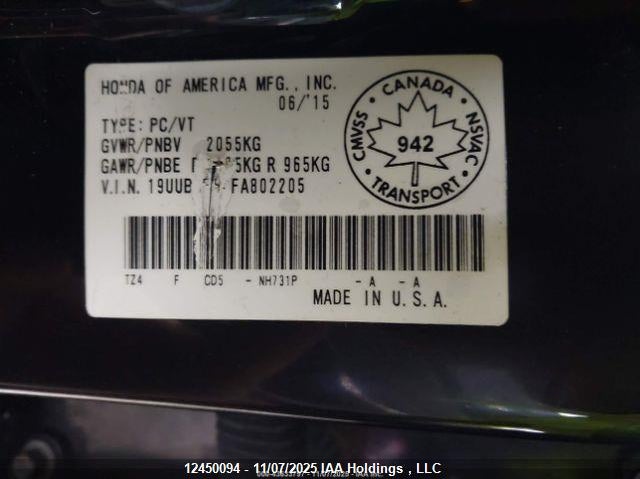 HONDA OF AMERICA MFG., INC.
06/'15
TYPE: PC/VT
GVWR/PNBV 2055KG
GAWR/PNBE R 965KG
V.I.N. 19UUB FA802205
CANADA
CMVSS
942
NSVAC
TRANSPORT
TZ4 F CD5 - NH731P - A - A
MADE IN U.S.A.
12450094 - 11/07/2025 IAA Holdings , LLC